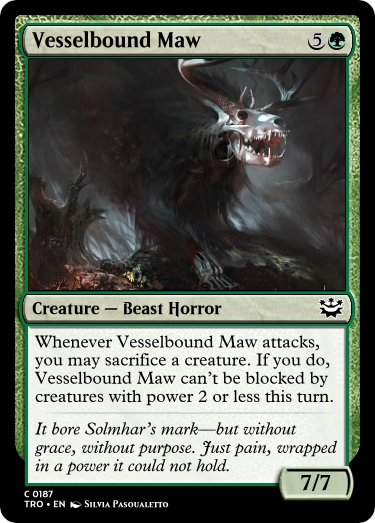 Vesselbound Maw 5
Creature — Beast Horror
Whenever Vesselbound Maw attacks,
you may sacrifice a creature. If you do,
Vesselbound Maw can't be blocked by
creatures with power 2 or less this turn.
It bore Solmhar's mark—but without
grace, without purpose. Just pain, wrapped
in a power it could not hold.
7/7
C 0187
TRO • EN Silvia Pasqualetto